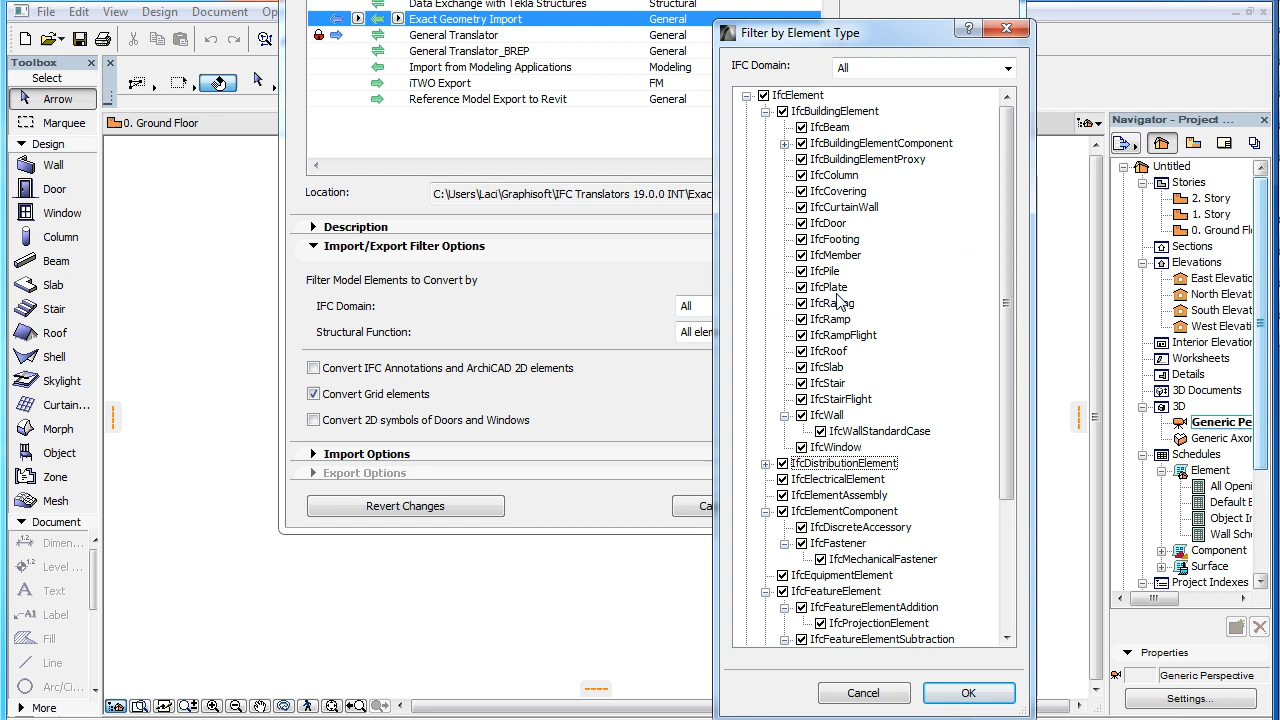 File Edit View Design Document Op
Toolbox
Select
Arrow
Marquee
Design
Wall
Door
Window
Column
Beam
Slab
Stair
Roof
Shell
Skylight
Curtain...
Morph
Object
Zone
Mesh
Document
Dimen...
Level ...
Text
Label
Fill
Line
Arc/Ci...
More
0. Ground Floor
Data Exchange with Tekla Structures Structural
Exact Geometry Import General
General Translator General
General Translator_BREP General
Import from Modeling Applications Modeling
iTWO Export FM
Reference Model Export to Revit General
Location: C:\Users\Laci\Graphisoft\IFC Translators 19.0.0 INT\Exac
Description
Import/Export Filter Options
Filter Model Elements to Convert by
IFC Domain: All
Structural Function: All elem
Convert IFC Annotations and ArchiCAD 2D elements
Convert Grid elements
Convert 2D symbols of Doors and Windows
Import Options
Export Options
Revert Changes
Ca
Filter by Element Type
IFC Domain: All
IfcElement
IfcBuildingElement
IfcBeam
IfcBuildingElementComponent
IfcBuildingElementProxy
IfcColumn
IfcCovering
IfcCurtainWall
IfcDoor
IfcFooting
IfcMember
IfcPile
IfcPlate
IfcRamp
IfcRampFlight
IfcRoof
IfcSlab
IfcStair
IfcStairFlight
IfcWall
IfcWallStandardCase
IfcWindow
IfcDistributionElement
IfcElectricalElement
IfcElementAssembly
IfcElementComponent
IfcDiscreteAccessory
IfcFastener
IfcMechanicalFastener
IfcEquipmentElement
IfcFeatureElement
IfcFeatureElementAddition
IfcProjectionElement
IfcFeatureElementSubtraction
Cancel
OK
Navigator - Project ...
Untitled
Stories
2. Story
1. Story
0. Ground Fl
Sections
Elevations
East Elevatio
North Elevat
South Elevat
West Elevati
Interior Elevatio
Worksheets
Details
3D Documents
3D
Generic Pe
Generic Axon
Schedules
Element
All Openi
Default E
Object In
Wall Sche
Component
Surface
Project Indexes
Properties
Generic Perspective
Settings...